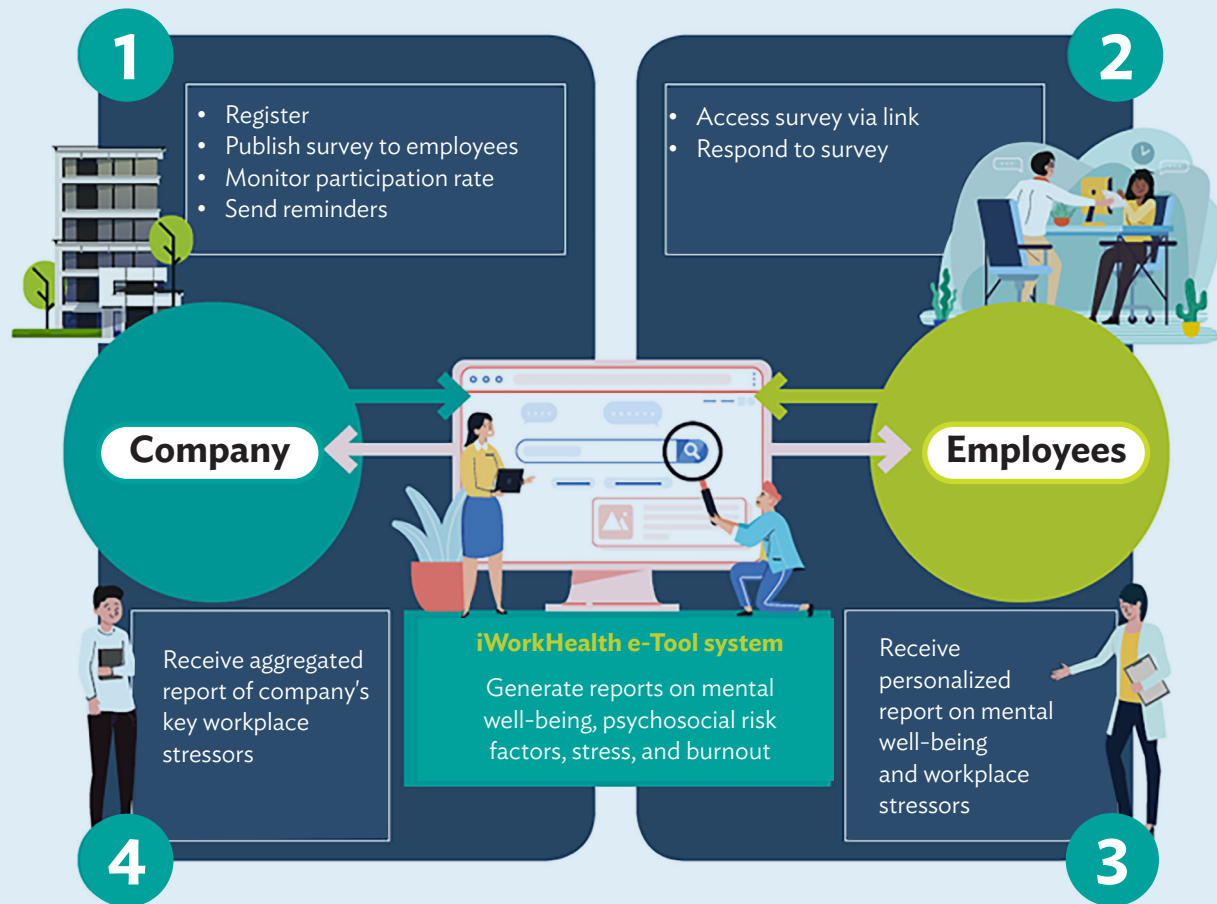 1
• Register
• Publish survey to employees
• Monitor participation rate
• Send reminders
2
• Access survey via link
• Respond to survey
Company
Employees
iWorkHealth e-Tool system
Generate reports on mental
well-being, psychosocial risk
factors, stress, and burnout
Receive
personalized
report on mental
well-being
and workplace
stressors
3
Receive aggregated
report of company's
key workplace
stressors
4